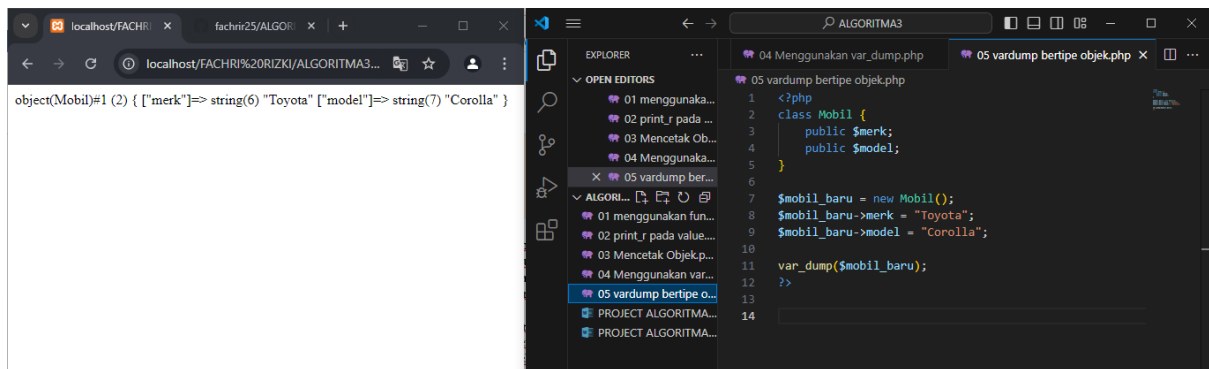 localhost/FACHRI
fachrir25/ALGORI
localhost/FACHRI%20RIZKI/ALGORITMA3...
object(Mobil)#1 (2) { ["merk"]=> string(6) "Toyota" ["model"]=> string(7) "Corolla" }
ALGORITMA3
EXPLORER
OPEN EDITORS
01 menggunaka...
02 print_r pada ...
03 Mencetak Ob...
04 Menggunaka...
05 vardump ber...
ALGORI...
01 menggunakan fun...
02 print_r pada value....
03 Mencetak Objek.p...
04 Menggunakan var...
05 vardump bertipe o...
PROJECT ALGORITMA...
PROJECT ALGORITMA...
04 Menggunakan var_dump.php
05 vardump bertipe objek.php
05 vardump bertipe objek.php
1 <?php
2 class Mobil {
3 public $merk;
4 public $model;
5 }
6
7 $mobil_baru = new Mobil();
8 $mobil_baru->merk = "Toyota";
9 $mobil_baru->model = "Corolla";
10
11 var_dump($mobil_baru);
12 ?>
13
14